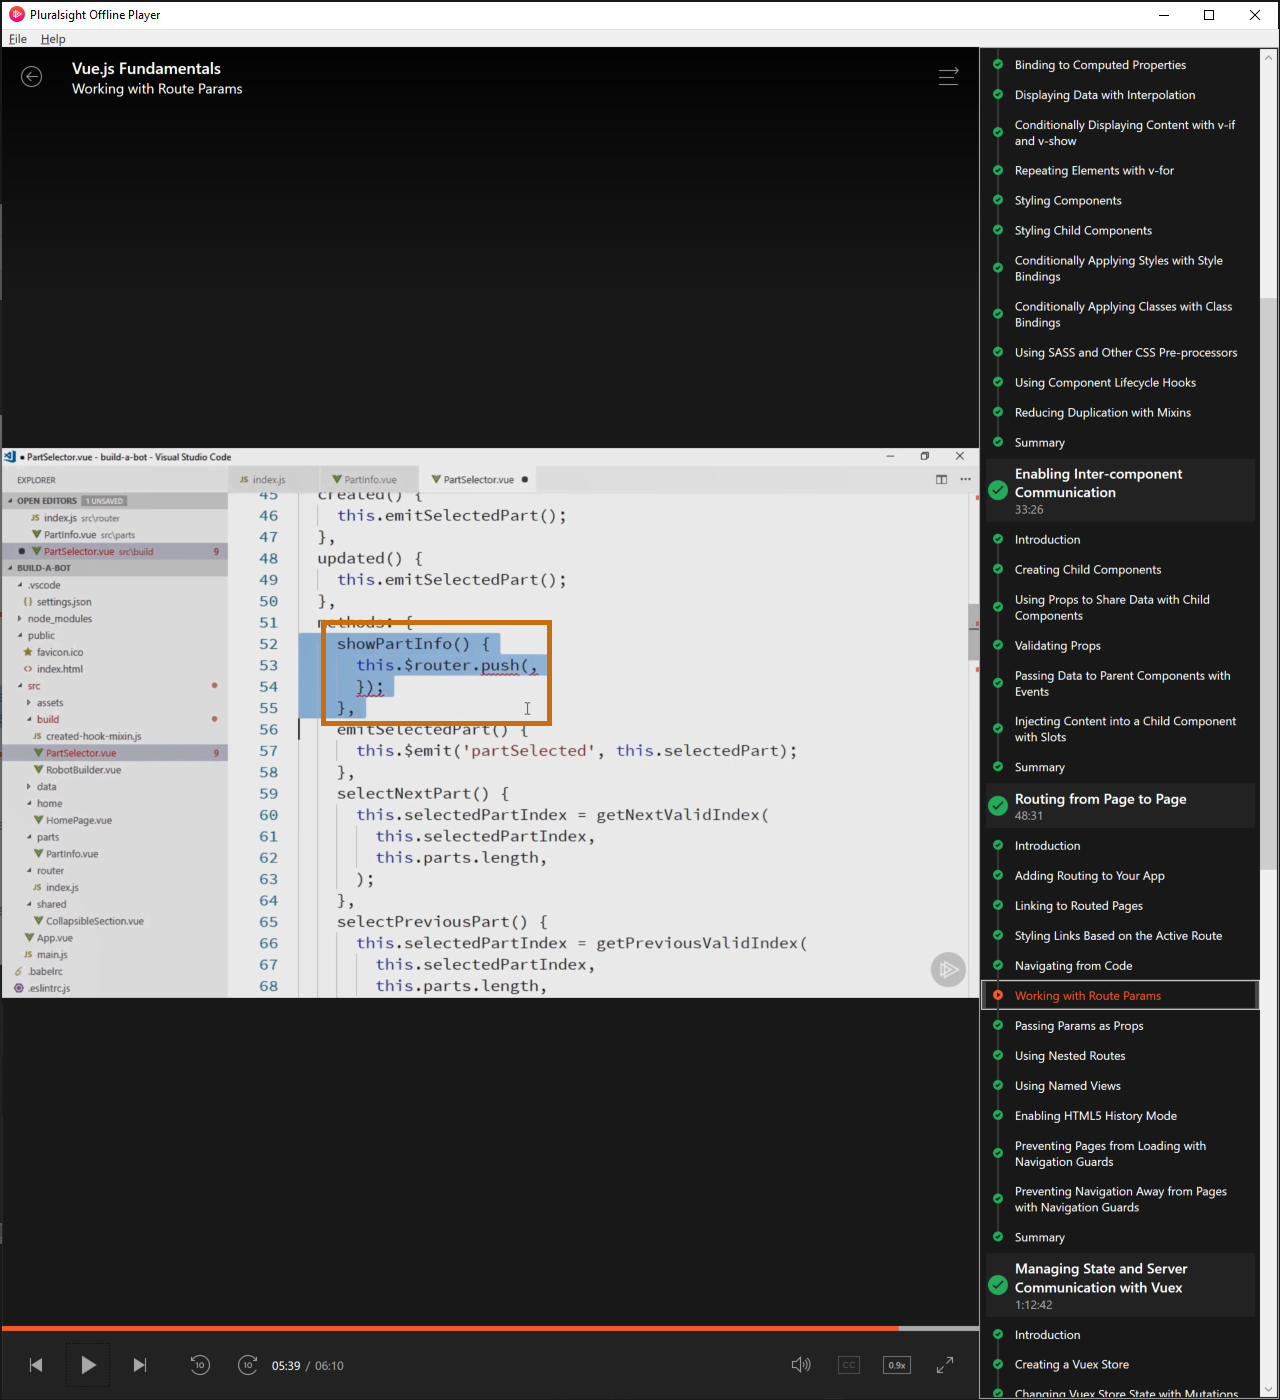 Pluralsight Offline Player
File Help
Vue.js Fundamentals
Working with Route Params
PartSelector.vue - build-a-bot - Visual Studio Code
EXPLORER
OPEN EDITORS 1 UNSAVED
index.js src\router
PartInfo.vue src\parts
PartSelector.vue src\build 9
BUILD-A-BOT
.vscode
settings.json
node_modules
public
favicon.ico
index.html
src
assets
build
created-hook-mixin.js
PartSelector.vue 9
RobotBuilder.vue
data
home
HomePage.vue
parts
PartInfo.vue
router
JS index.js
shared
CollapsibleSection.vue
App.vue
JS main.js
.babelrc
.eslintrc.js
JS index.js PartInfo.vue PartSelector.vue
45 created() {
46 this.emitSelectedPart();
47 },
48 updated() {
49 this.emitSelectedPart();
50 },
51 methods: {
52 showPartInfo() {
53 this.$router.push(,
54 });
55 },
56 emitSelectedPart() {
57 this.$emit('partSelected', this.selectedPart);
58 },
59 selectNextPart() {
60 this.selectedPartIndex = getNextValidIndex(
61 this.selectedPartIndex,
62 this.parts.length,
63 );
64 },
65 selectPreviousPart() {
66 this.selectedPartIndex = getPreviousValidIndex(
67 this.selectedPartIndex,
68 this.parts.length,
10 10 05:39 / 06:10 CC 0.9x
Binding to Computed Properties
Displaying Data with Interpolation
Conditionally Displaying Content with v-if
and v-show
Repeating Elements with v-for
Styling Components
Styling Child Components
Conditionally Applying Styles with Style
Bindings
Conditionally Applying Classes with Class
Bindings
Using SASS and Other CSS Pre-processors
Using Component Lifecycle Hooks
Reducing Duplication with Mixins
Summary
Enabling Inter-component
Communication
33:26
Introduction
Creating Child Components
Using Props to Share Data with Child
Components
Validating Props
Passing Data to Parent Components with
Events
Injecting Content into a Child Component
with Slots
Summary
Routing from Page to Page
48:31
Introduction
Adding Routing to Your App
Linking to Routed Pages
Styling Links Based on the Active Route
Navigating from Code
Working with Route Params
Passing Params as Props
Using Nested Routes
Using Named Views
Enabling HTML5 History Mode
Preventing Pages from Loading with
Navigation Guards
Preventing Navigation Away from Pages
with Navigation Guards
Summary
Managing State and Server
Communication with Vuex
1:12:42
Introduction
Creating a Vuex Store
Changing Vuex Store State with Mutations